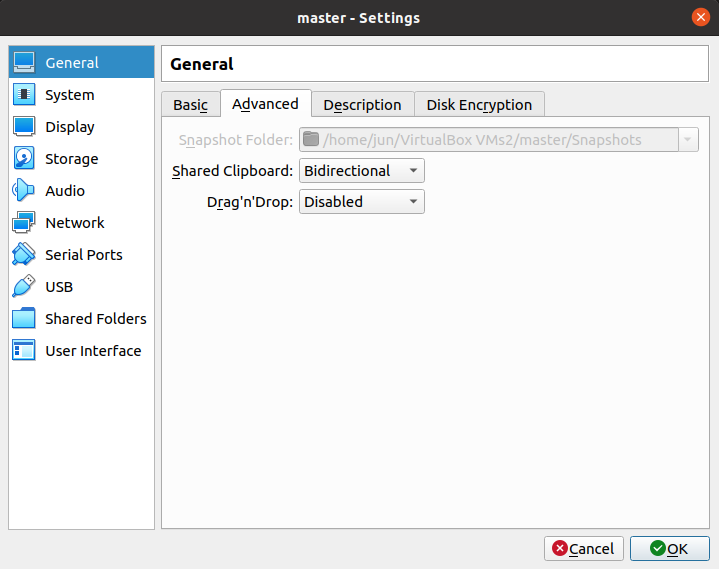 master - Settings
General
System
Display
Storage
Audio
Network
Serial Ports
USB
Shared Folders
User Interface
General
Basic Advanced Description Disk Encryption
Snapshot Folder: /home/jun/VirtualBox VMs2/master/Snapshots
Shared Clipboard: Bidirectional
Drag'n'Drop: Disabled
Cancel OK